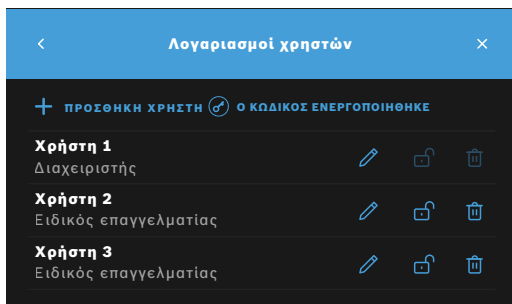 Λογαριασμοί χρηστών
ΠΡΟΣΘΗΚΗ ΧΡΗΣΤΗ Ο ΚΩΔΙΚΟΣ ΕΝΕΡΓΟΠΟΙΗΘΗΚΕ
Χρήστη 1
Διαχειριστής
Χρήστη 2
Ειδικός επαγγελματίας
Χρήστη 3
Ειδικός επαγγελματίας